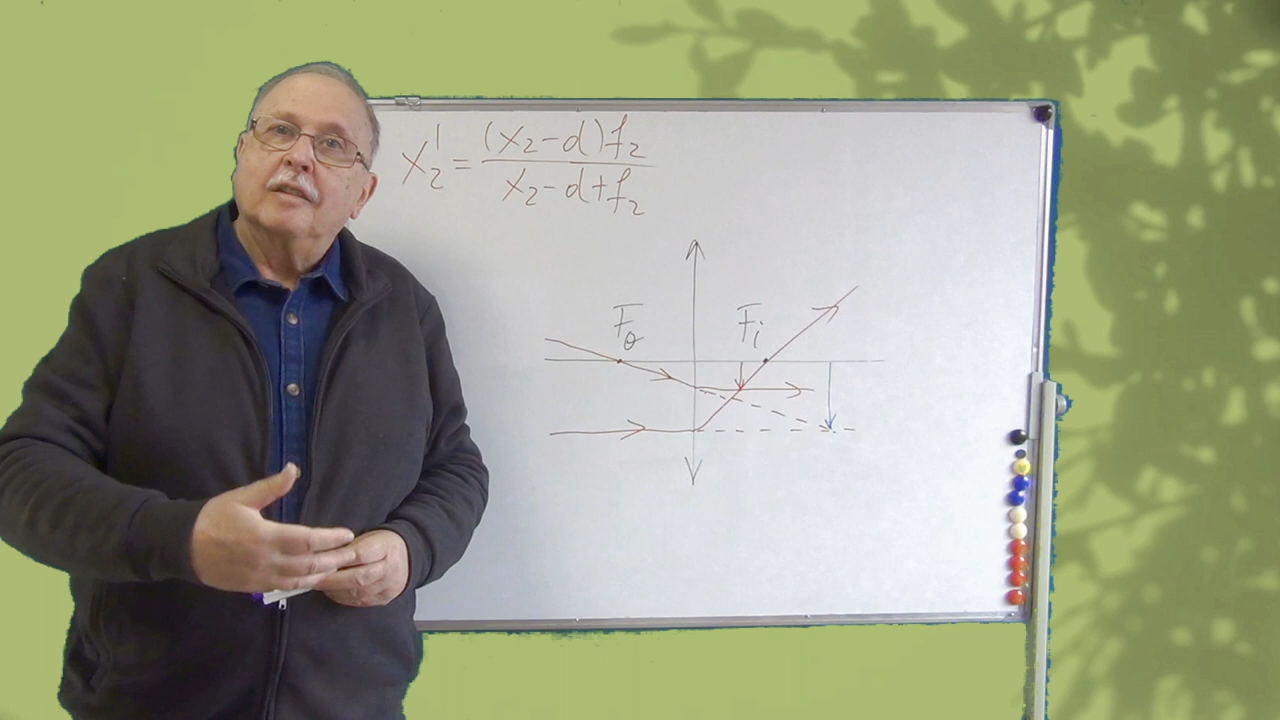 x₂' = (x₂-d)f₂ / x₂-d+f₂
Fₒ Fᵢ